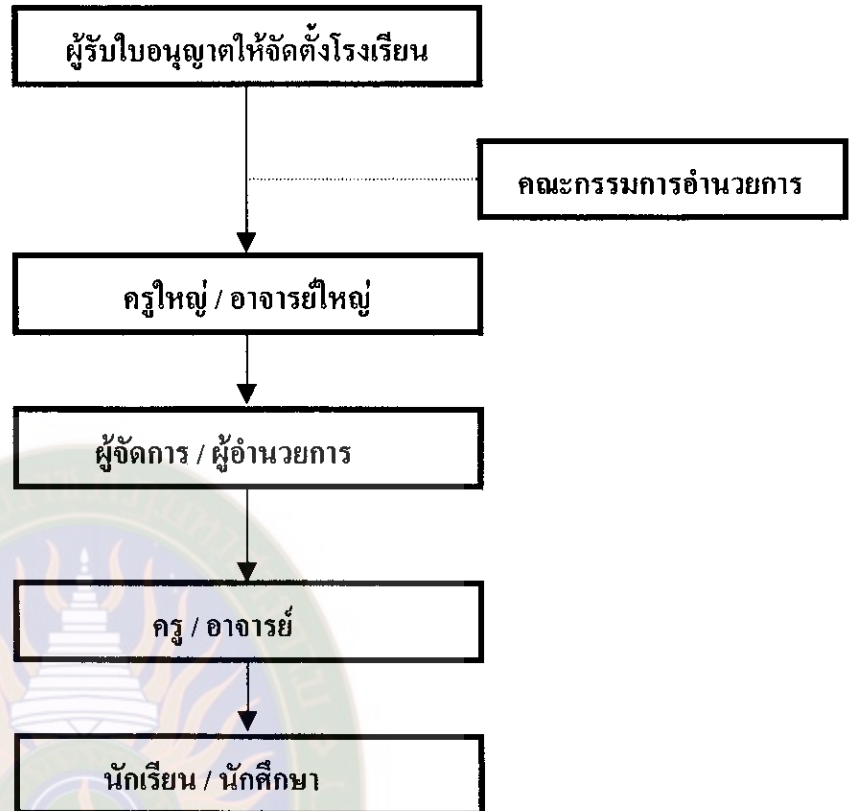 ผู้รับใบอนุญาตให้จัดตั้งโรงเรียน
คณะกรรมการอำนวยการ
ครูใหญ่ / อาจารย์ใหญ่
ผู้จัดการ / ผู้อำนวยการ
ครู / อาจารย์
นักเรียน / นักศึกษา